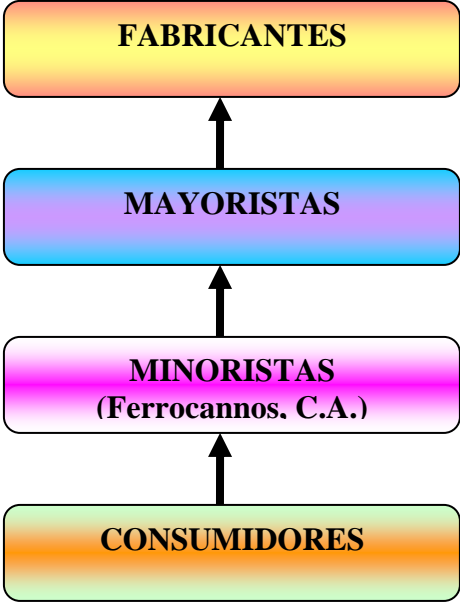 FABRICANTES
MAYORISTAS
MINORISTAS
(Ferrocannos, C.A.)
CONSUMIDORES